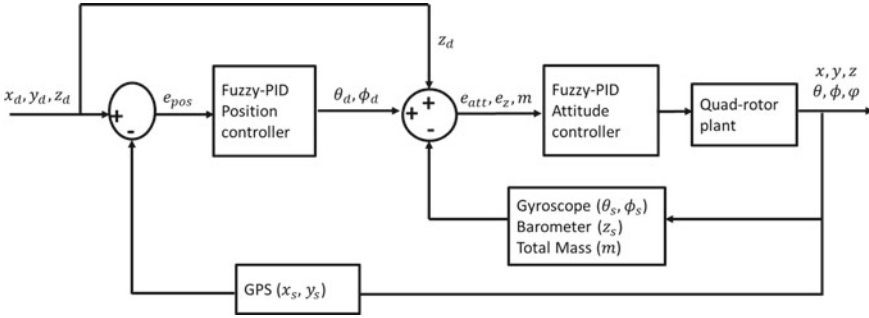 z_d
x_d, y_d, z_d
+
-
e_pos
Fuzzy-PID
Position
controller
θ_d, ϕ_d
+
+
-
e_att, e_z, m
Fuzzy-PID
Attitude
controller
Quad-rotor
plant
x, y, z
θ, ϕ, φ
Gyroscope (θ_s, ϕ_s)
Barometer (z_s)
Total Mass (m)
GPS (x_s, y_s)